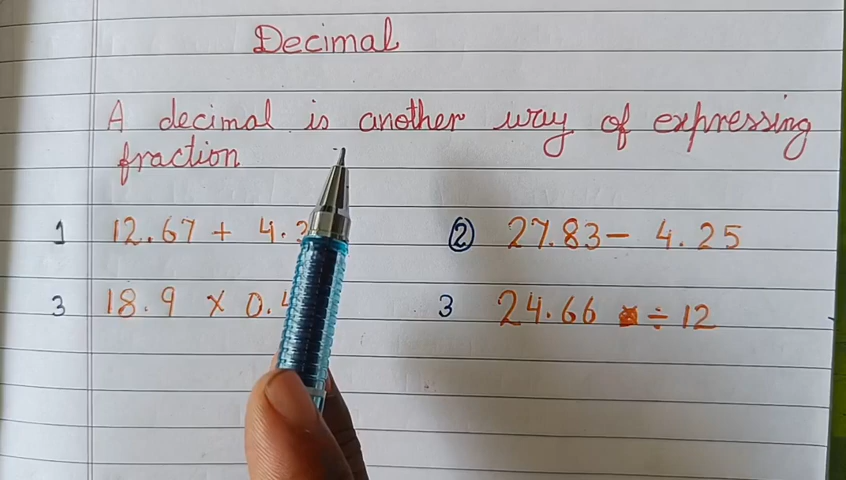 Decimal
A decimal is another way of expressing
fraction
1 12.67 + 4.
② 27.83 - 4.25
3 18.9 x 0.4
3 24.66 ÷ 12